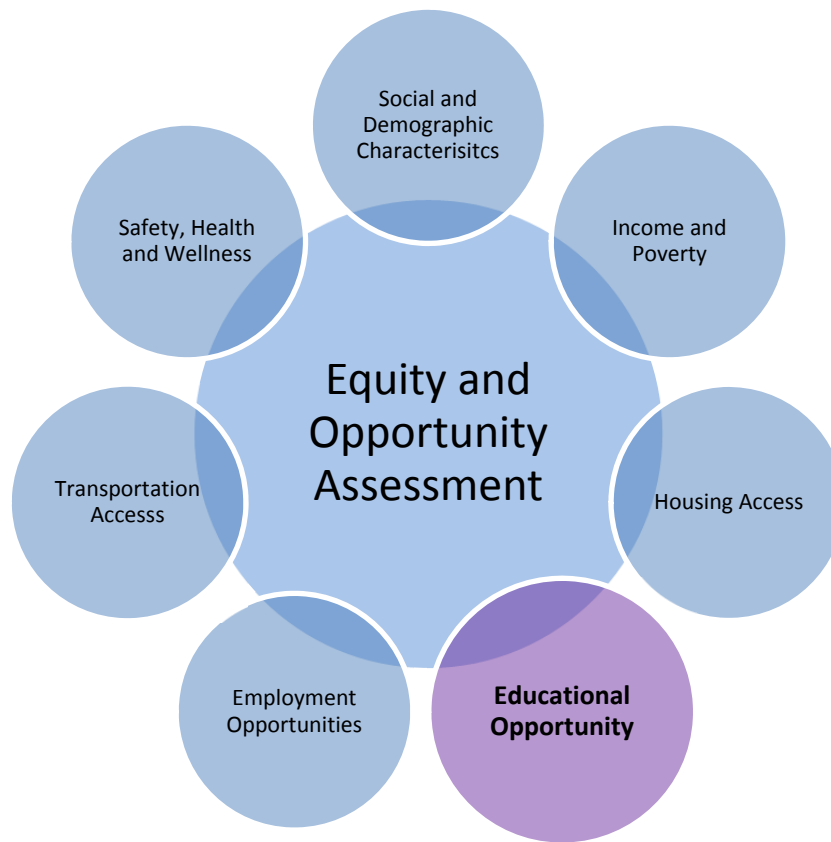 Social and
Demographic
Characterisitcs
Income and
Poverty
Housing Access
Educational
Opportunity
Employment
Opportunities
Transportation
Accesss
Safety, Health
and Wellness
Equity and
Opportunity
Assessment